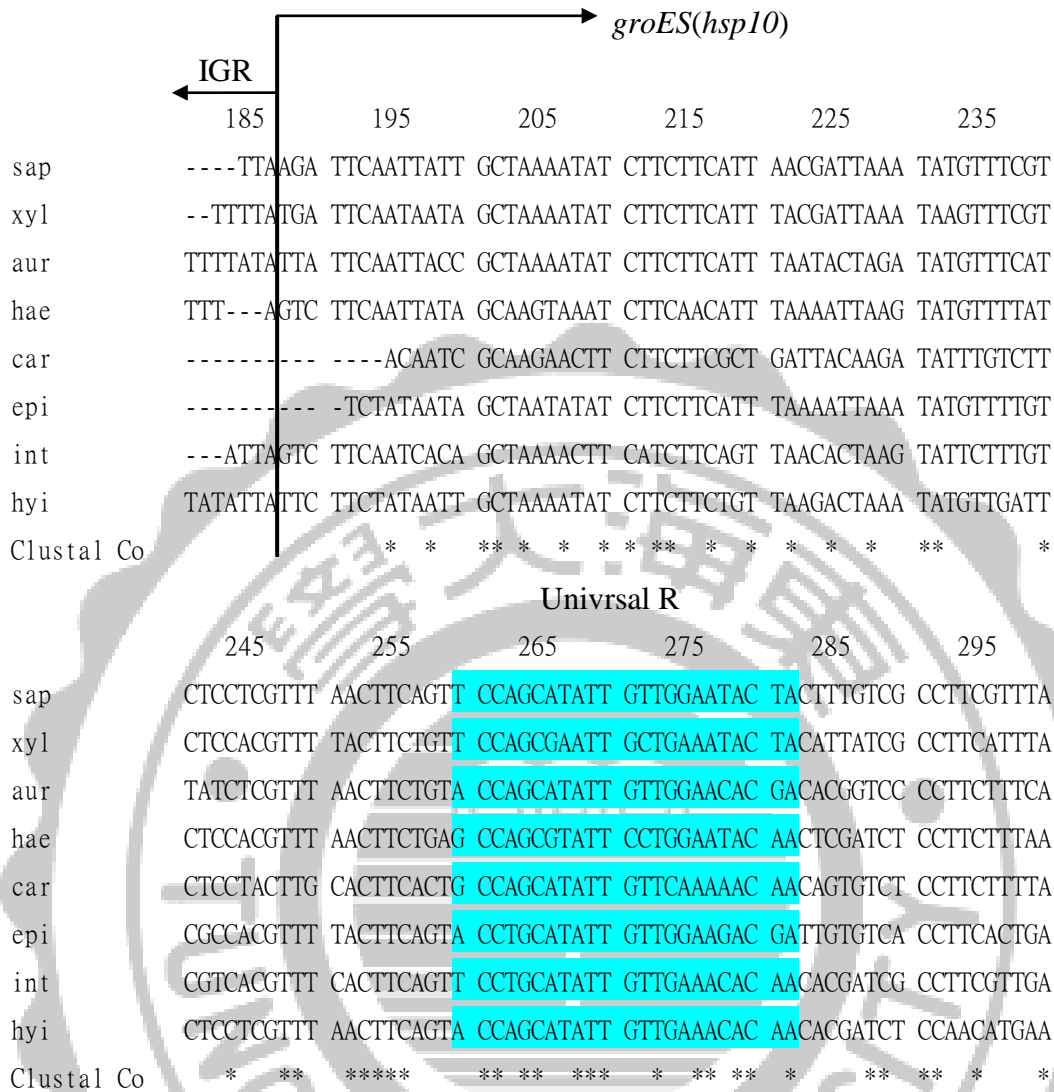 groES(hsp10)
IGR
185 195 205 215 225 235
sap ----TTAAGA TTCAATTATT GCTAAAATAT CTTCTTCATT AACGATTAAA TATGTTTCGT
xyl --TTTTATGA TTCAATAATA GCTAAAATAT CTTCTTCATT TACGATTAAA TAAGTTTCGT
aur TTTTATATTA TTCAATTACC GCTAAAATAT CTTCTTCATT TAATACTAGA TATGTTTCAT
hae TTT---AGTC TTCAATTATA GCAAGTAAAT CTTCAACATT TAAAATTAAG TATGTTTTAT
car ---------- ----ACAATC GCAAGAACTT CTTCTTCGCT GATTACAAGA TATTTGTCTT
epi ---------- -TCTATAATA GCTAATATAT CTTCTTCATT TAAAATTAAA TATGTTTTGT
int ---ATTAGTC TTCAATCACA GCTAAAACTT CATCTTCAGT TAACACTAAG TATTCTTTGT
hyi TATATTATTC TTCTATAATT GCTAAAATAT CTTCTTCTGT TAAGACTAAA TATGTTGATT
Clustal Co * * ** * * * * ** * * * * * ** *
Univrsal R
245 255 265 275 285 295
sap CTCCTCGTTT AACTTCAGTT CCAGCATATT GTTGGAATAC TACTTTGTCG CCTTCGTTTA
xyl CTCCACGTTT TACTTCTGTT CCAGCGAATT GCTGAAATAC TACATTATCG CCTTCATTTA
aur TATCTCGTTT AACTTCTGTA CCAGCATATT GTTGGAACAC GACACGGTCC CCTTCTTTCA
hae CTCCACGTTT AACTTCTGAG CCAGCGTATT CCTGGAATAC AACTCGATCT CCTTCTTTAA
car CTCCTACTTG CACTTCACTG CCAGCATATT GTTCAAAAAC AACAGTGTCT CCTTCTTTTA
epi CGCCACGTTT TACTTCAGTA CCTGCATATT GTTGGAAGAC GATTGTGTCA CCTTCACTGA
int CGTCACGTTT CACTTCAGTT CCTGCATATT GTTGAAACAC AACACGATCG CCTTCGTTGA
hyi CTCCTCGTTT AACTTCAGTA CCAGCATATT GTTGAAACAC AACACGATCT CCAACATGAA
Clustal Co * ** ***** ** ** *** * ** ** * ** ** * *
臺大海
TUN
LY